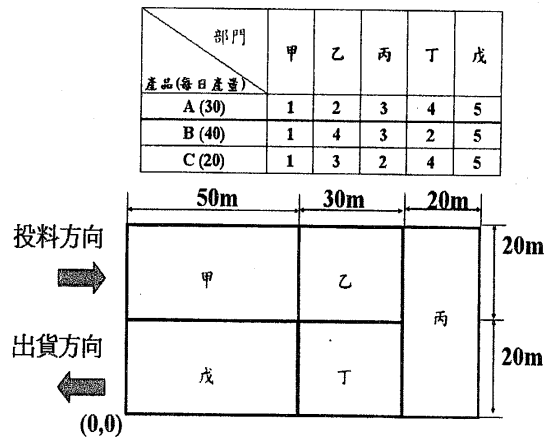 部門 甲 乙 丙 丁 戊
產品(每日產量)
A (30) 1 2 3 4 5
B (40) 1 4 3 2 5
C (20) 1 3 2 4 5
50m 30m 20m
投料方向
甲 乙 20m
丙
出貨方向
戊 丁 20m
(0,0)